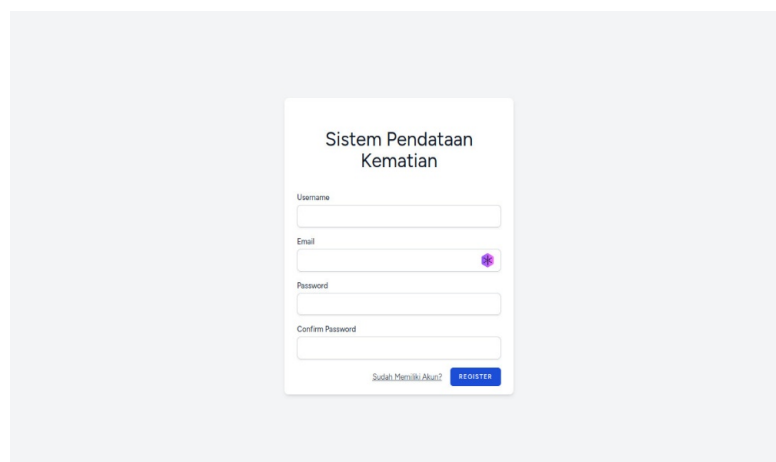 Sistem Pendataan
Kematian
Username
Email
Password
Confirm Password
Sudah Memiliki Akun? REGISTER